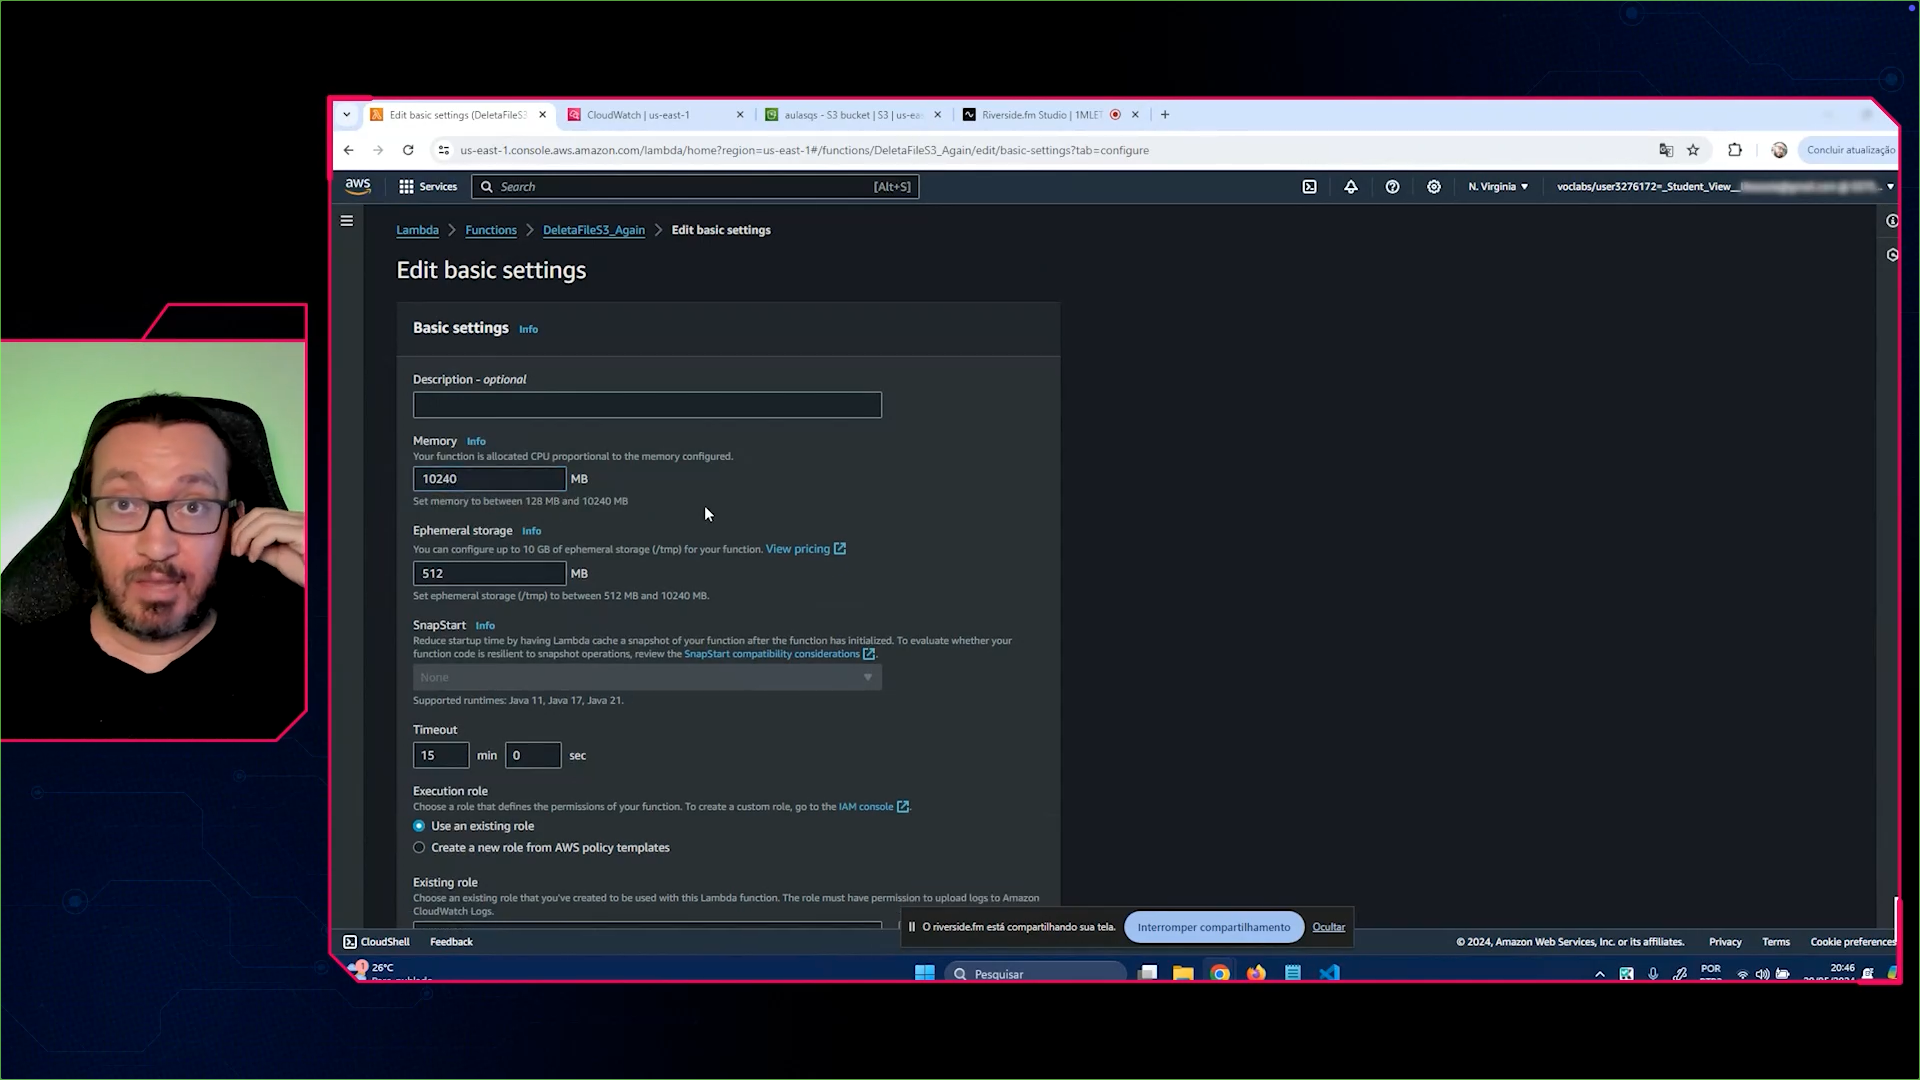 Edit basic settings (DeletaFileS3
CloudWatch | us-east-1
aulasqs - S3 bucket | S3 | us-eas
Riverside.fm Studio | 1MLET
us-east-1.console.aws.amazon.com/lambda/home?region=us-east-1#/functions/DeletaFileS3_Again/edit/basic-settings?tab=configure
Concluir atualização
aws
Services
Search
[Alt+S]
N. Virginia
voclabs/user3276172=_Student_View_
Lambda
Functions
DeletaFileS3_Again
Edit basic settings
Edit basic settings
Basic settings Info
Description - optional
Memory Info
Your function is allocated CPU proportional to the memory configured.
10240 MB
Set memory to between 128 MB and 10240 MB
Ephemeral storage Info
You can configure up to 10 GB of ephemeral storage (/tmp) for your function. View pricing
512 MB
Set ephemeral storage (/tmp) to between 512 MB and 10240 MB.
SnapStart Info
Reduce startup time by having Lambda cache a snapshot of your function after the function has initialized. To evaluate whether your
function code is resilient to snapshot operations, review the SnapStart compatibility considerations.
None
Supported runtimes: Java 11, Java 17, Java 21.
Timeout
15 min 0 sec
Execution role
Choose a role that defines the permissions of your function. To create a custom role, go to the IAM console.
Use an existing role
Create a new role from AWS policy templates
Existing role
Choose an existing role that you've created to be used with this Lambda function. The role must have permission to upload logs to Amazon
CloudWatch Logs.
O riverside.fm está compartilhando sua tela.
Interromper compartilhamento
Ocultar
CloudShell
Feedback
© 2024, Amazon Web Services, Inc. or its affiliates.
Privacy
Terms
Cookie preferences
1
26°C
Pesquisar
POR
20:46